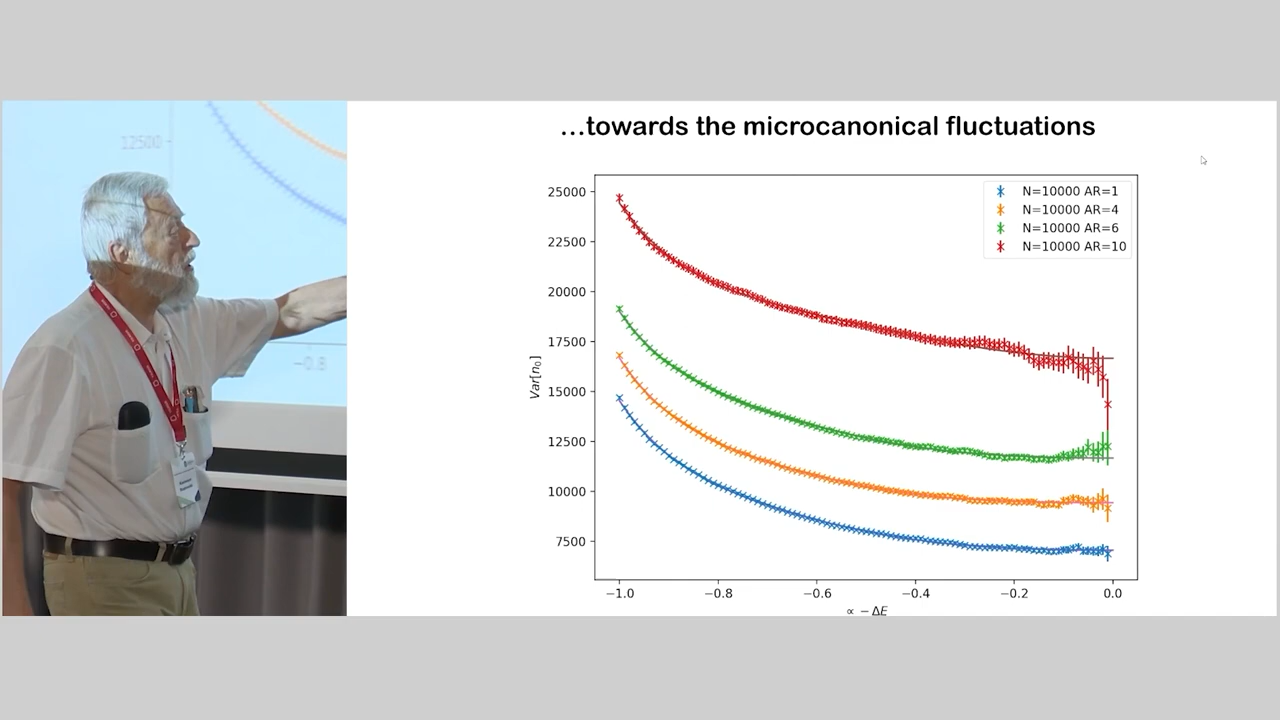 ...towards the microcanonical fluctuations
12500
−0.8
25000
22500
20000
17500
15000
12500
10000
7500
Var[n₀]
−1.0 −0.8 −0.6 −0.4 −0.2 0.0
∝ − ΔE
N=10000 AR=1
N=10000 AR=4
N=10000 AR=6
N=10000 AR=10